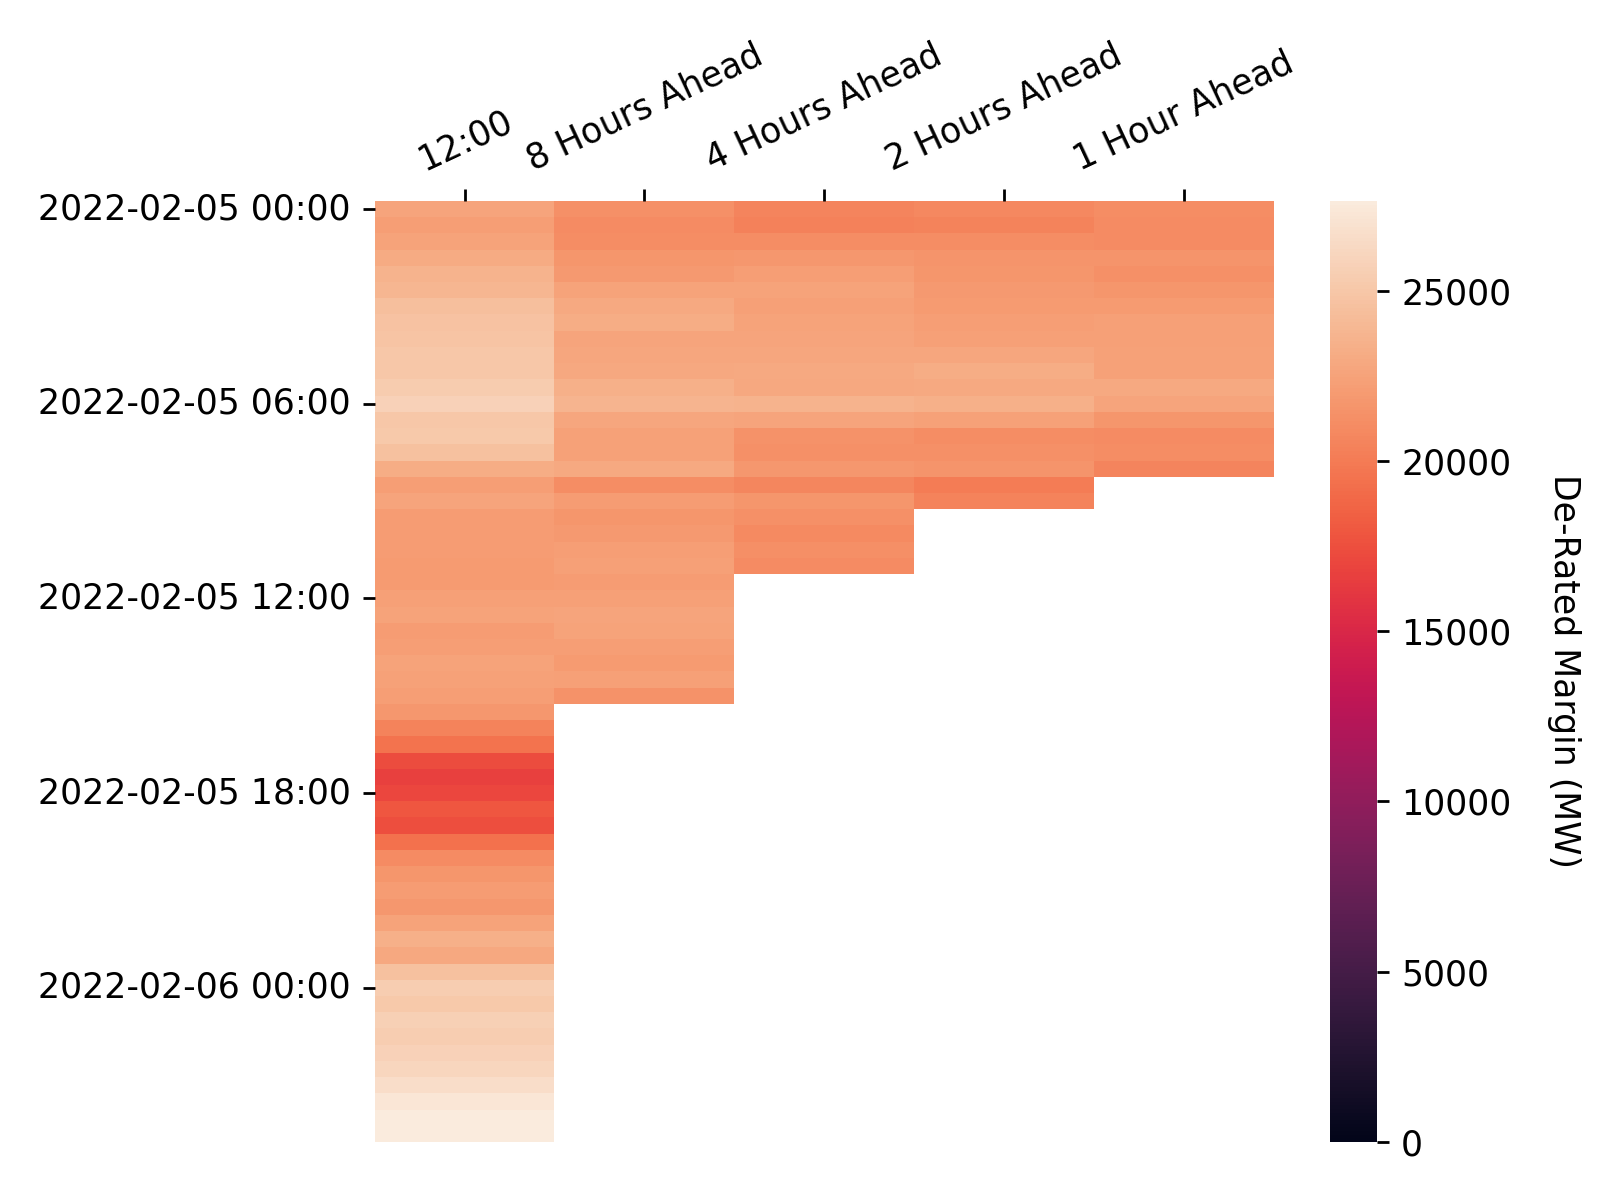 12:00
8 Hours Ahead
4 Hours Ahead
2 Hours Ahead
1 Hour Ahead
2022-02-05 00:00
2022-02-05 06:00
2022-02-05 12:00
2022-02-05 18:00
2022-02-06 00:00
25000
20000
15000
10000
5000
0
De-Rated Margin (MW)